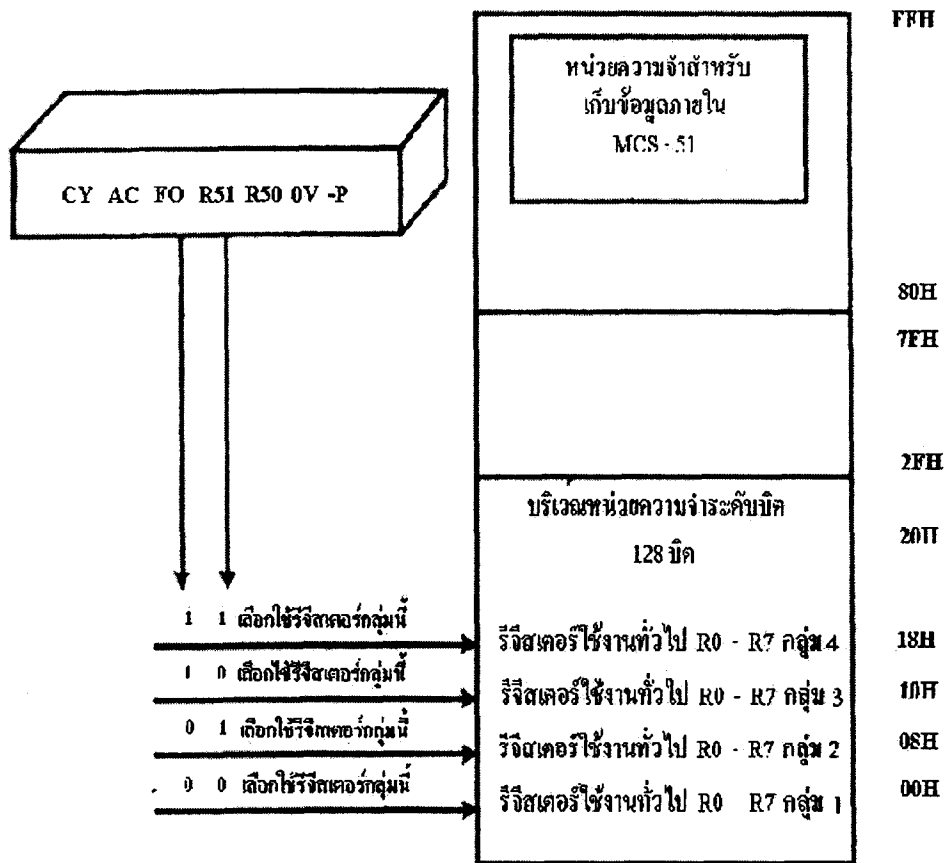 FFH
หน่วยความจำสำหรับ
เก็บข้อมูลภายใน
MCS - 51
CY AC FO R51 R50 0V -P
80H
7FH
2FH
บริเวณหน่วยความจำระดับบิต
128 บิต
20H
1 1 เลือกใช้รีจีสเตอร์กลุ่มนี้
รีจีสเตอร์ใช้งานทั่วไป R0 - R7 กลุ่ม 4
18H
1 0 เลือกใช้รีจีสเตอร์กลุ่มนี้
รีจีสเตอร์ใช้งานทั่วไป R0 - R7 กลุ่ม 3
10H
0 1 เลือกใช้รีจีสเตอร์กลุ่มนี้
รีจีสเตอร์ใช้งานทั่วไป R0 - R7 กลุ่ม 2
08H
0 0 เลือกใช้รีจีสเตอร์กลุ่มนี้
รีจีสเตอร์ใช้งานทั่วไป R0 R7 กลุ่ม 1
00H